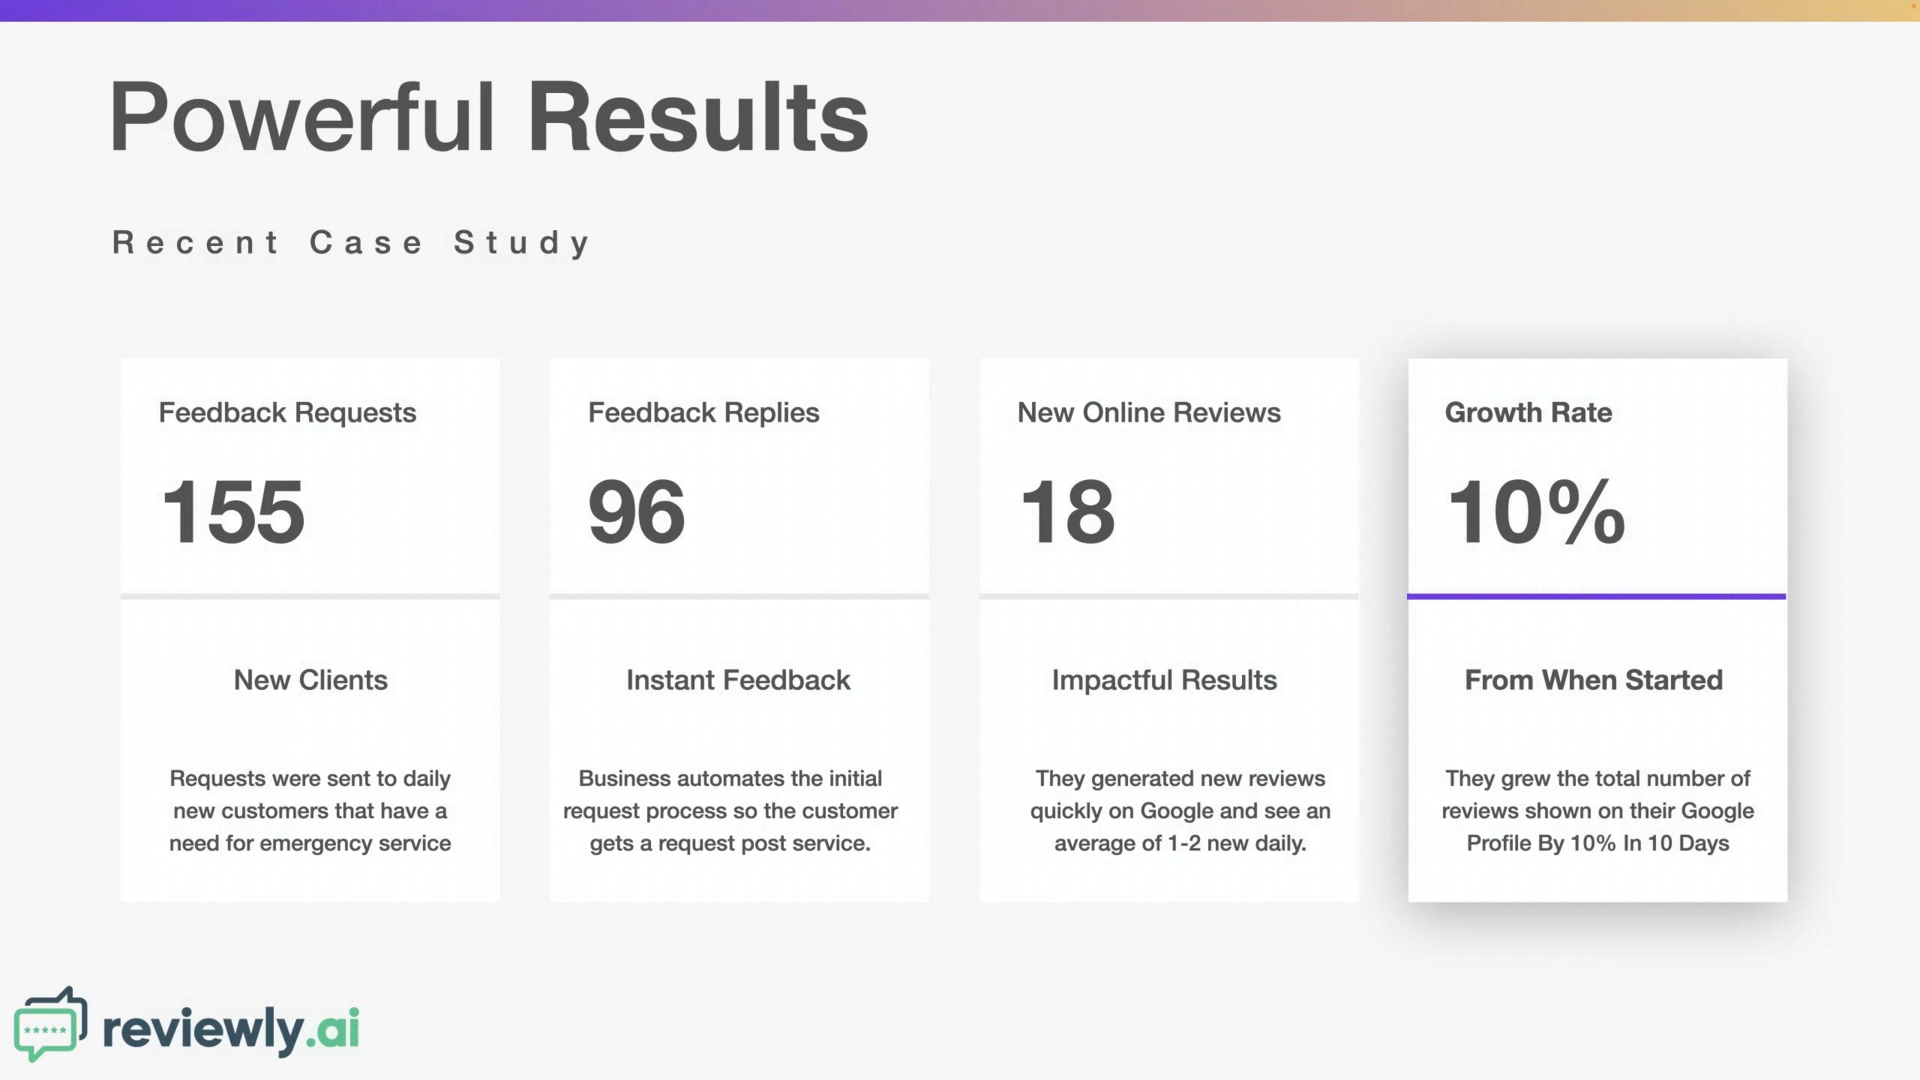 Powerful Results
Recent Case Study
Feedback Requests
155
New Clients
Requests were sent to daily
new customers that have a
need for emergency service
Feedback Replies
96
Instant Feedback
Business automates the initial
request process so the customer
gets a request post service.
New Online Reviews
18
Impactful Results
They generated new reviews
quickly on Google and see an
average of 1-2 new daily.
Growth Rate
10%
From When Started
They grew the total number of
reviews shown on their Google
Profile By 10% In 10 Days
reviewly.ai